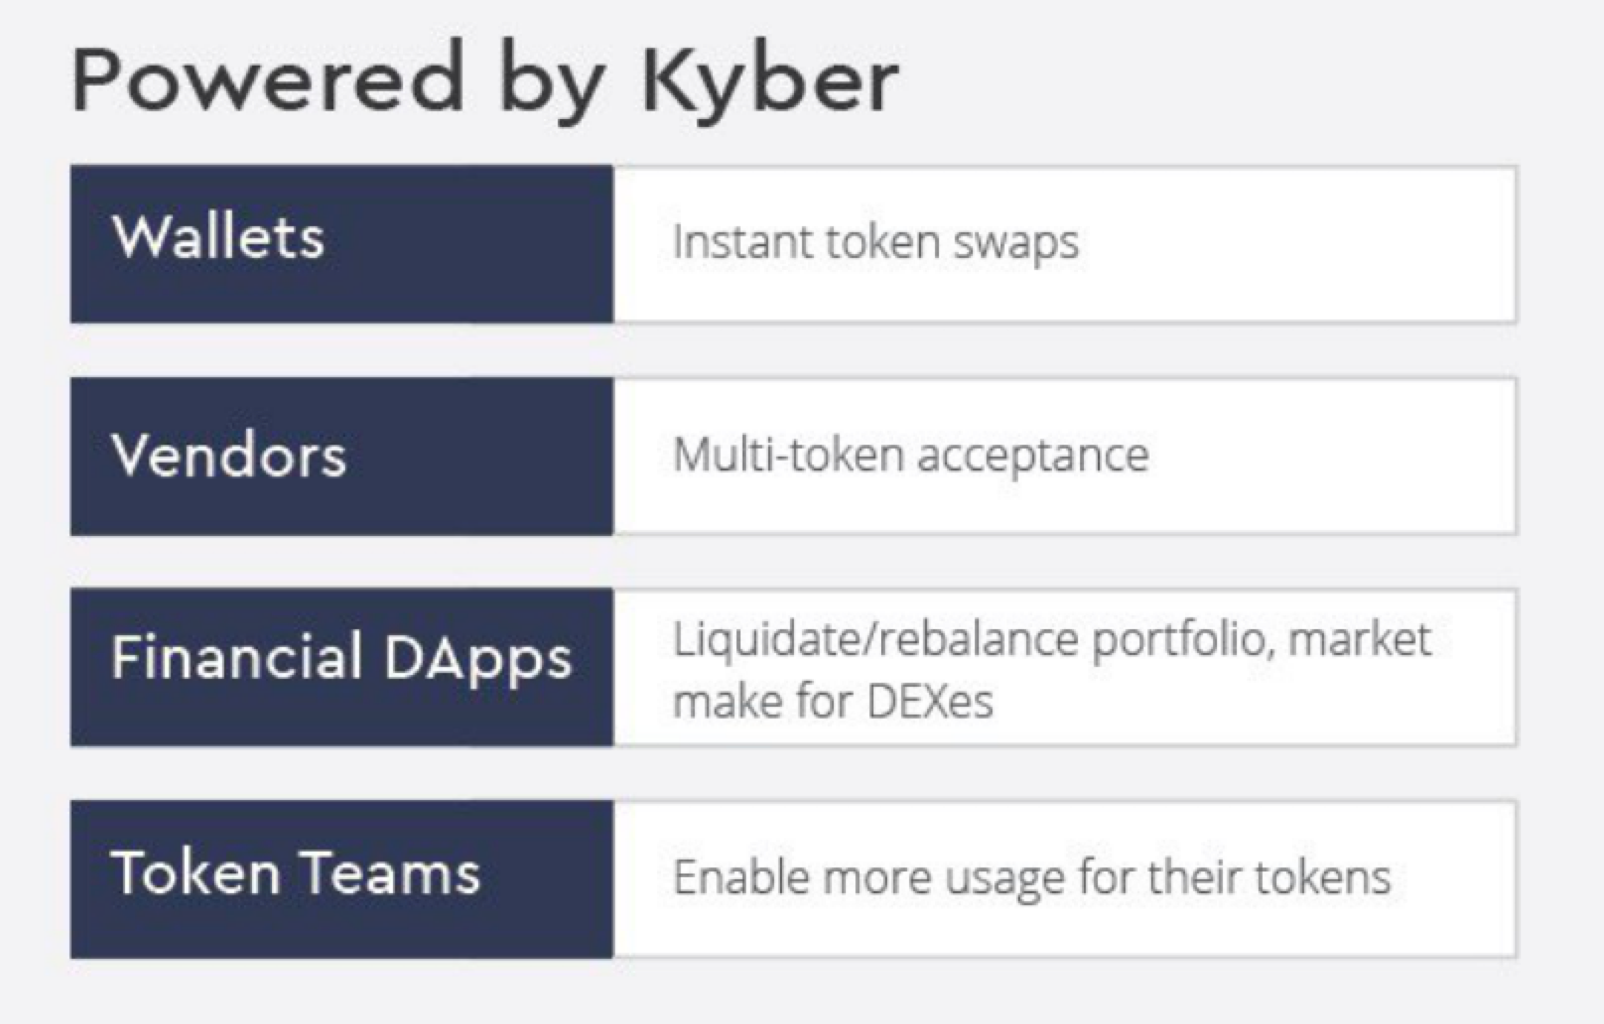 Powered by Kyber
Wallets
Instant token swaps
Vendors
Multi-token acceptance
Financial DApps
Liquidate/rebalance portfolio, market
make for DEXes
Token Teams
Enable more usage for their tokens